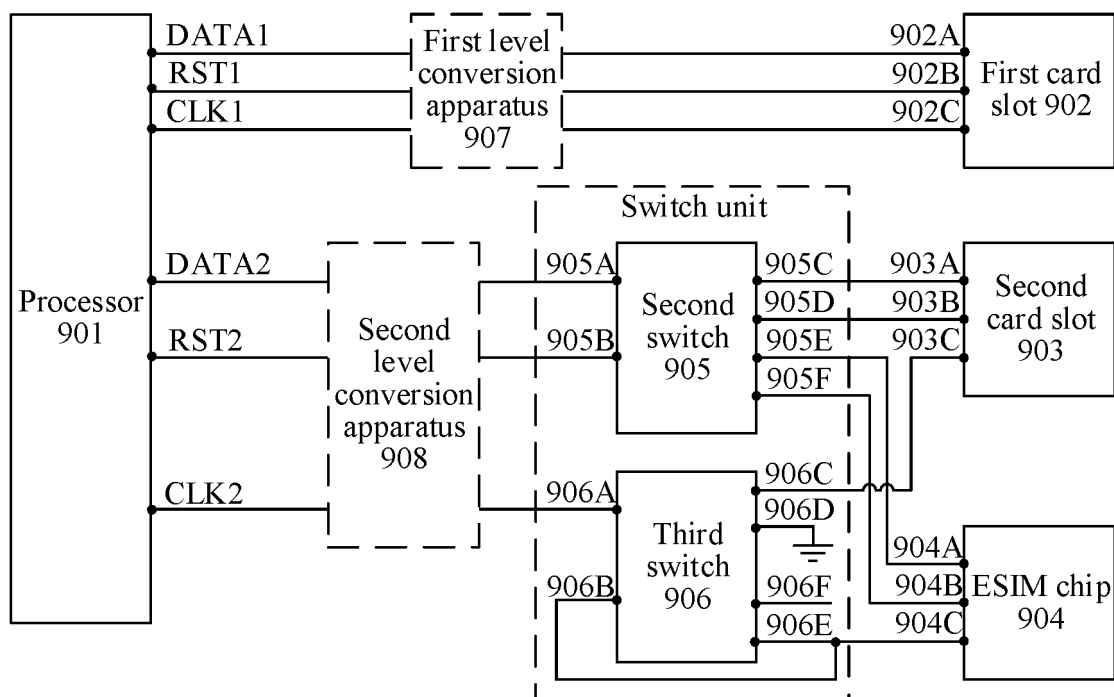 DATA1
RST1
CLK1
First level
conversion
apparatus
907
902A
902B
902C
First card
slot 902
Processor
901
DATA2
RST2
CLK2
Second
level
conversion
apparatus
908
Switch unit
905A
905B
Second
switch
905
905C
905D
905E
905F
903A
903B
903C
Second
card slot
903
906A
906B
Third
switch
906
906C
906D
906F
906E
904A
904B
904C
ESIM chip
904